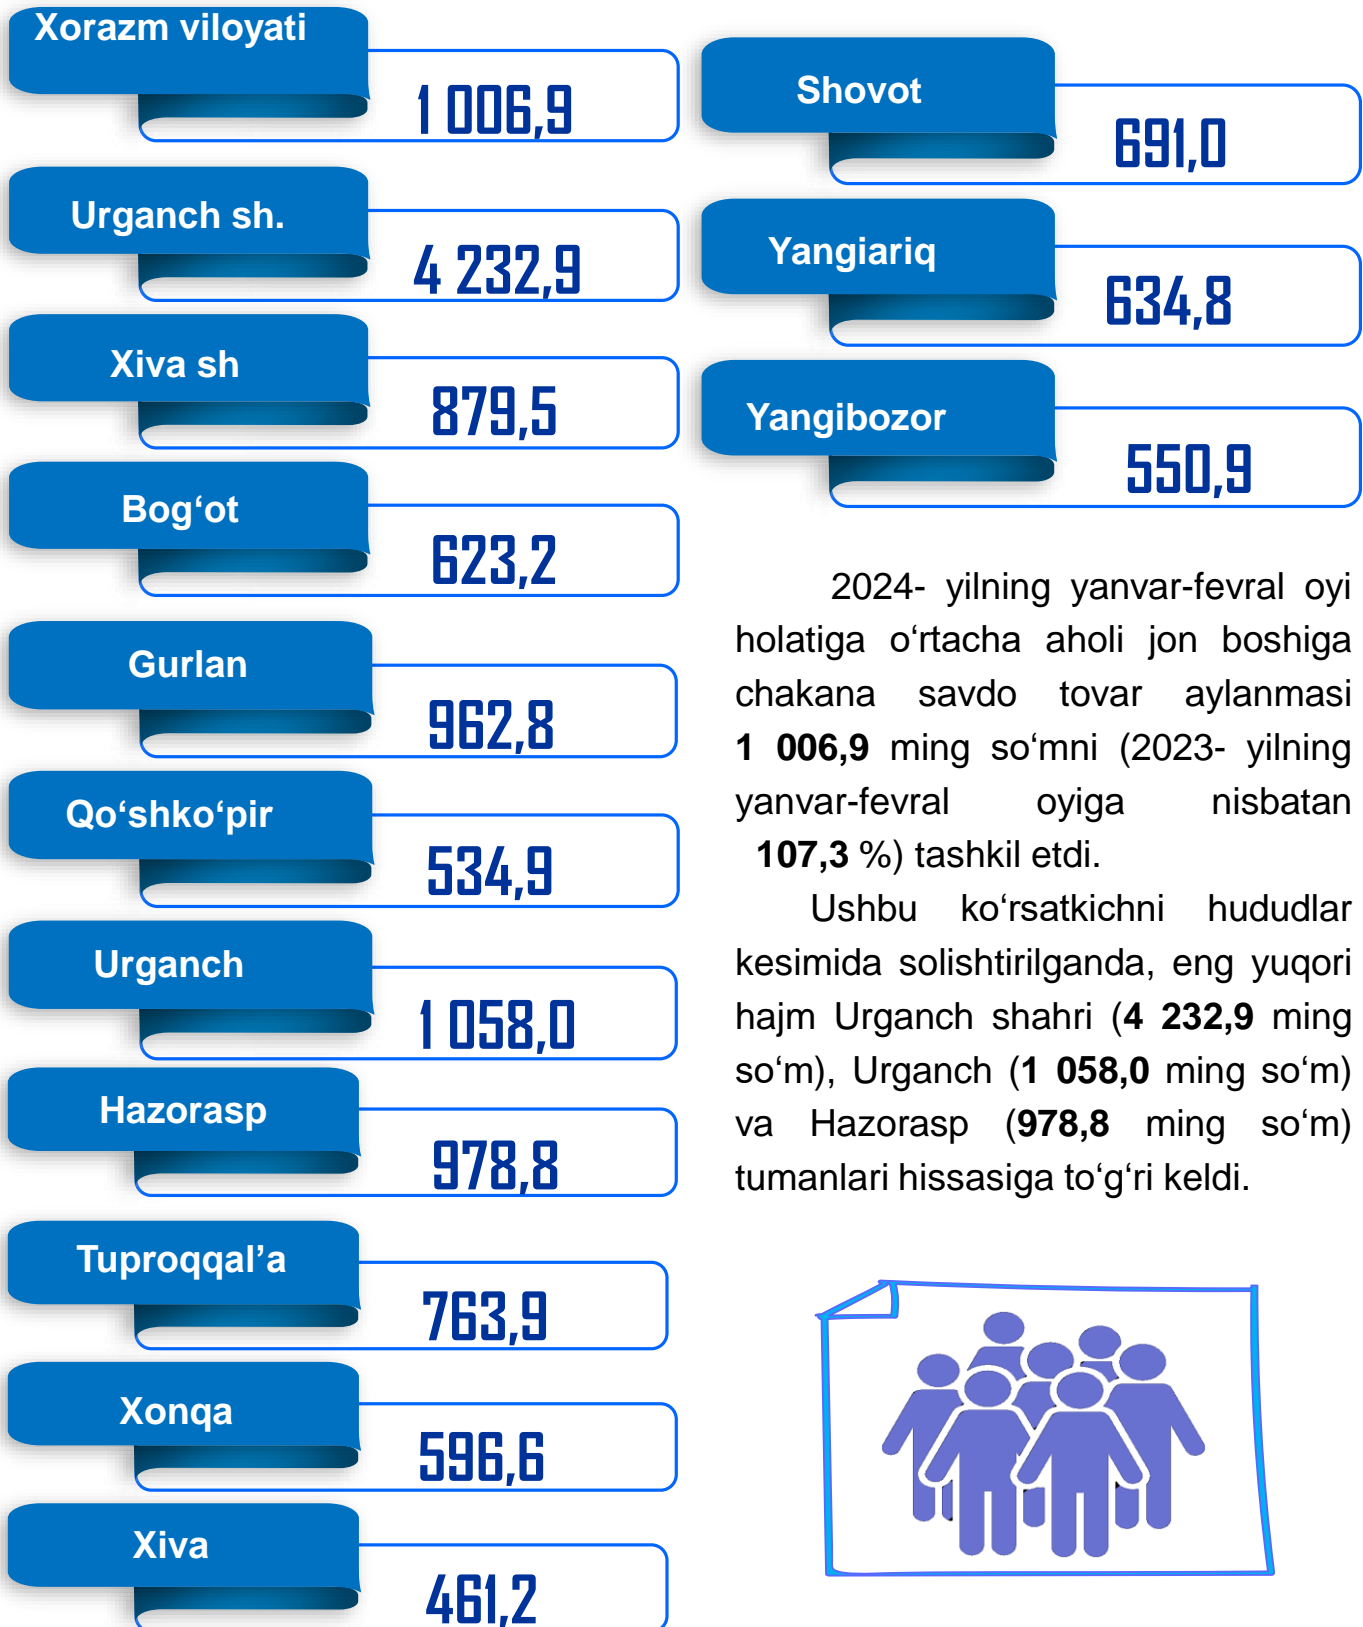 Xorazm viloyati
1 006,9
Urganch sh.
4 232,9
Xiva sh
879,5
Bog‘ot
623,2
Gurlan
962,8
Qo‘shko‘pir
534,9
Urganch
1 058,0
Hazorasp
978,8
Tuproqqal’a
763,9
Xonqa
596,6
Xiva
461,2
Shovot
691,0
Yangiariq
634,8
Yangibozor
550,9
2024- yilning yanvar-fevral oyi
holatiga o‘rtacha aholi jon boshiga
chakana savdo tovar aylanmasi
1 006,9 ming so‘mni (2023- yilning
yanvar-fevral oyiga nisbatan
107,3 %) tashkil etdi.
Ushbu ko‘rsatkichni hududlar
kesimida solishtirilganda, eng yuqori
hajm Urganch shahri (4 232,9 ming
so‘m), Urganch (1 058,0 ming so‘m)
va Hazorasp (978,8 ming so‘m)
tumanlari hissasiga to‘g‘ri keldi.